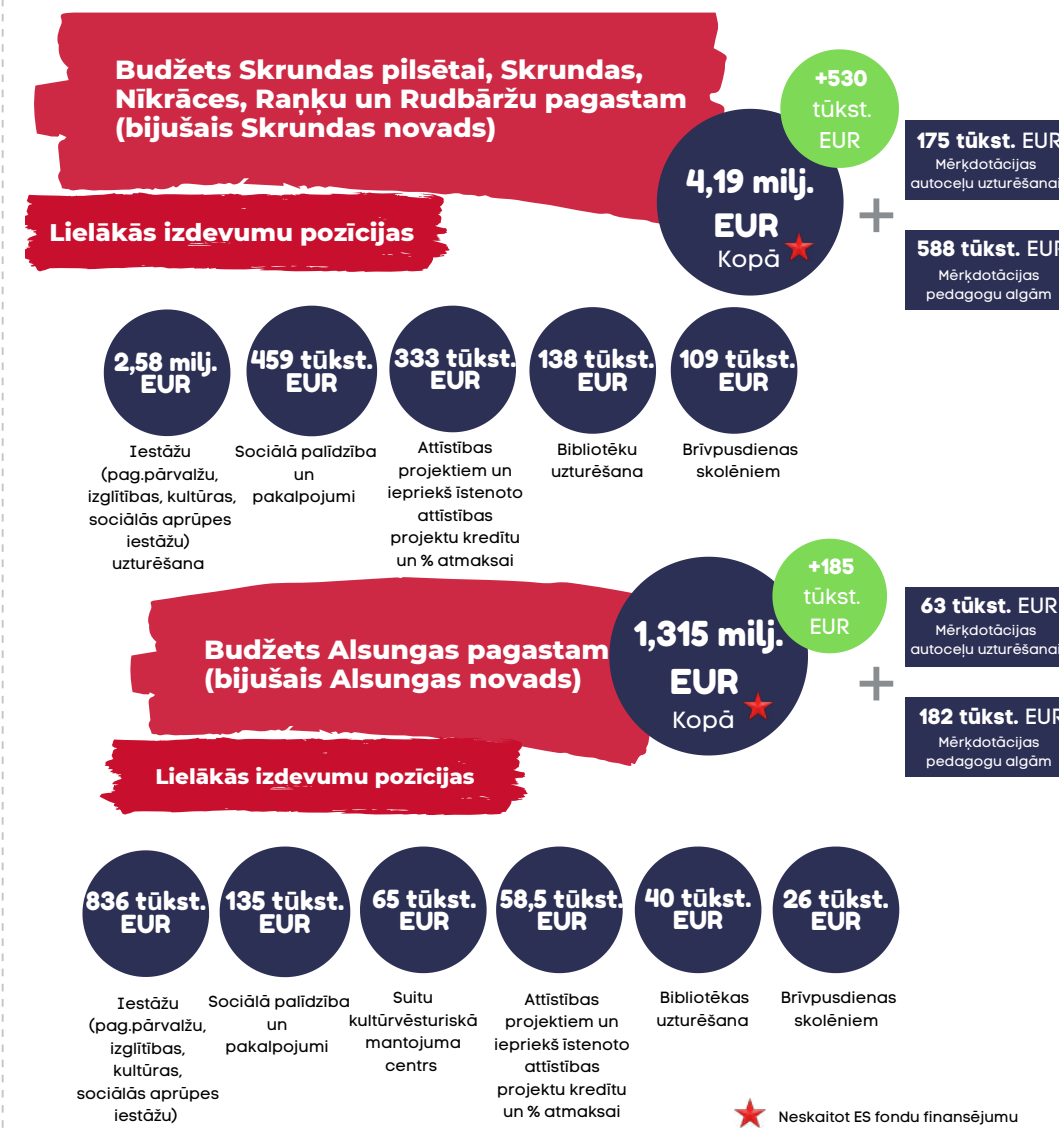 Budžets Skrundas pilsētai, Skrundas,
Nīkrāces, Raņķu un Rudbāržu pagastam
(bijušais Skrundas novads)
+530
tūkst.
EUR
4,19 milj.
EUR
Kopā
+
175 tūkst. EUR
Mērķdotācijas
autoceļu uzturēšanai
588 tūkst. EUR
Mērķdotācijas
pedagogu algām
Lielākās izdevumu pozīcijas
2,58 milj.
EUR
Iestāžu
(pag.pārvalžu,
izglītības, kultūras,
sociālās aprūpes
iestāžu)
uzturēšana
459 tūkst.
EUR
Sociālā palīdzība
un
pakalpojumi
333 tūkst.
EUR
Attīstības
projektiem un
iepriekš īstenoto
attīstības
projektu kredītu
un % atmaksai
138 tūkst.
EUR
Bibliotēku
uzturēšana
109 tūkst.
EUR
Brīvpusdienas
skolēniem
Budžets Alsungas pagastam
(bijušais Alsungas novads)
+185
tūkst.
EUR
1,315 milj.
EUR
Kopā
+
63 tūkst. EUR
Mērķdotācijas
autoceļu uzturēšanai
182 tūkst. EUR
Mērķdotācijas
pedagogu algām
Lielākās izdevumu pozīcijas
836 tūkst.
EUR
Iestāžu
(pag.pārvalžu,
izglītības,
kultūras,
sociālās aprūpes
iestāžu)
135 tūkst.
EUR
Sociālā palīdzība
un
pakalpojumi
65 tūkst.
EUR
Suitu
kultūrvēsturiskā
mantojuma
centrs
58,5 tūkst.
EUR
Attīstības
projektiem un
iepriekš īstenoto
attīstības
projektu kredītu
un % atmaksai
40 tūkst.
EUR
Bibliotēkas
uzturēšana
26 tūkst.
EUR
Brīvpusdienas
skolēniem
Neskaitot ES fondu finansējumu